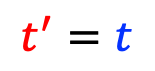 t′ = t